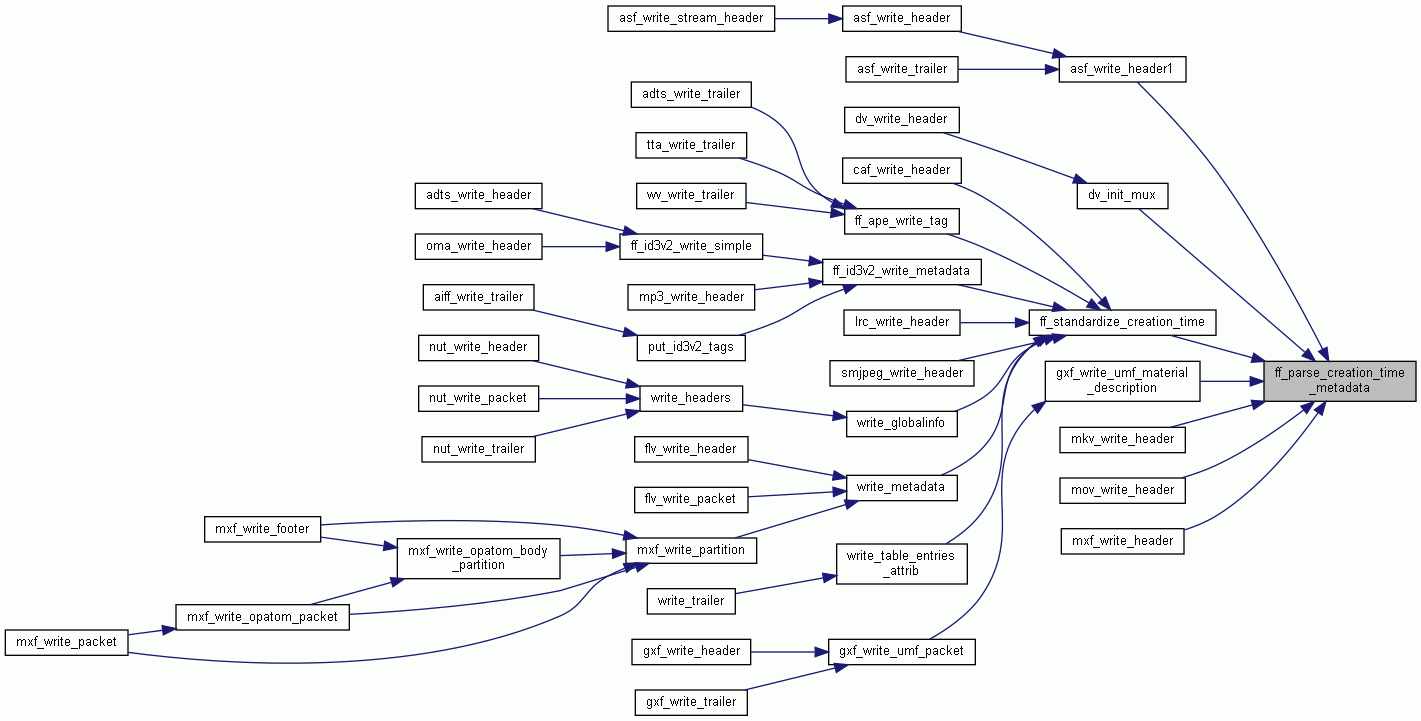 asf_write_stream_header
asf_write_header
asf_write_trailer
asf_write_header1
adts_write_trailer
dv_write_header
tta_write_trailer
caf_write_header
adts_write_header
wv_write_trailer
dv_init_mux
ff_ape_write_tag
oma_write_header
ff_id3v2_write_simple
ff_id3v2_write_metadata
aiff_write_trailer
mp3_write_header
lrc_write_header
ff_standardize_creation_time
nut_write_header
put_id3v2_tags
smjpeg_write_header
gxf_write_umf_material
_description
ff_parse_creation_time
_metadata
nut_write_packet
write_headers
write_globalinfo
mkv_write_header
nut_write_trailer
flv_write_header
write_metadata
mov_write_header
flv_write_packet
mxf_write_footer
mxf_write_opatom_body
_partition
mxf_write_partition
mxf_write_header
write_table_entries
_attrib
write_trailer
mxf_write_opatom_packet
mxf_write_packet
gxf_write_header
gxf_write_umf_packet
gxf_write_trailer